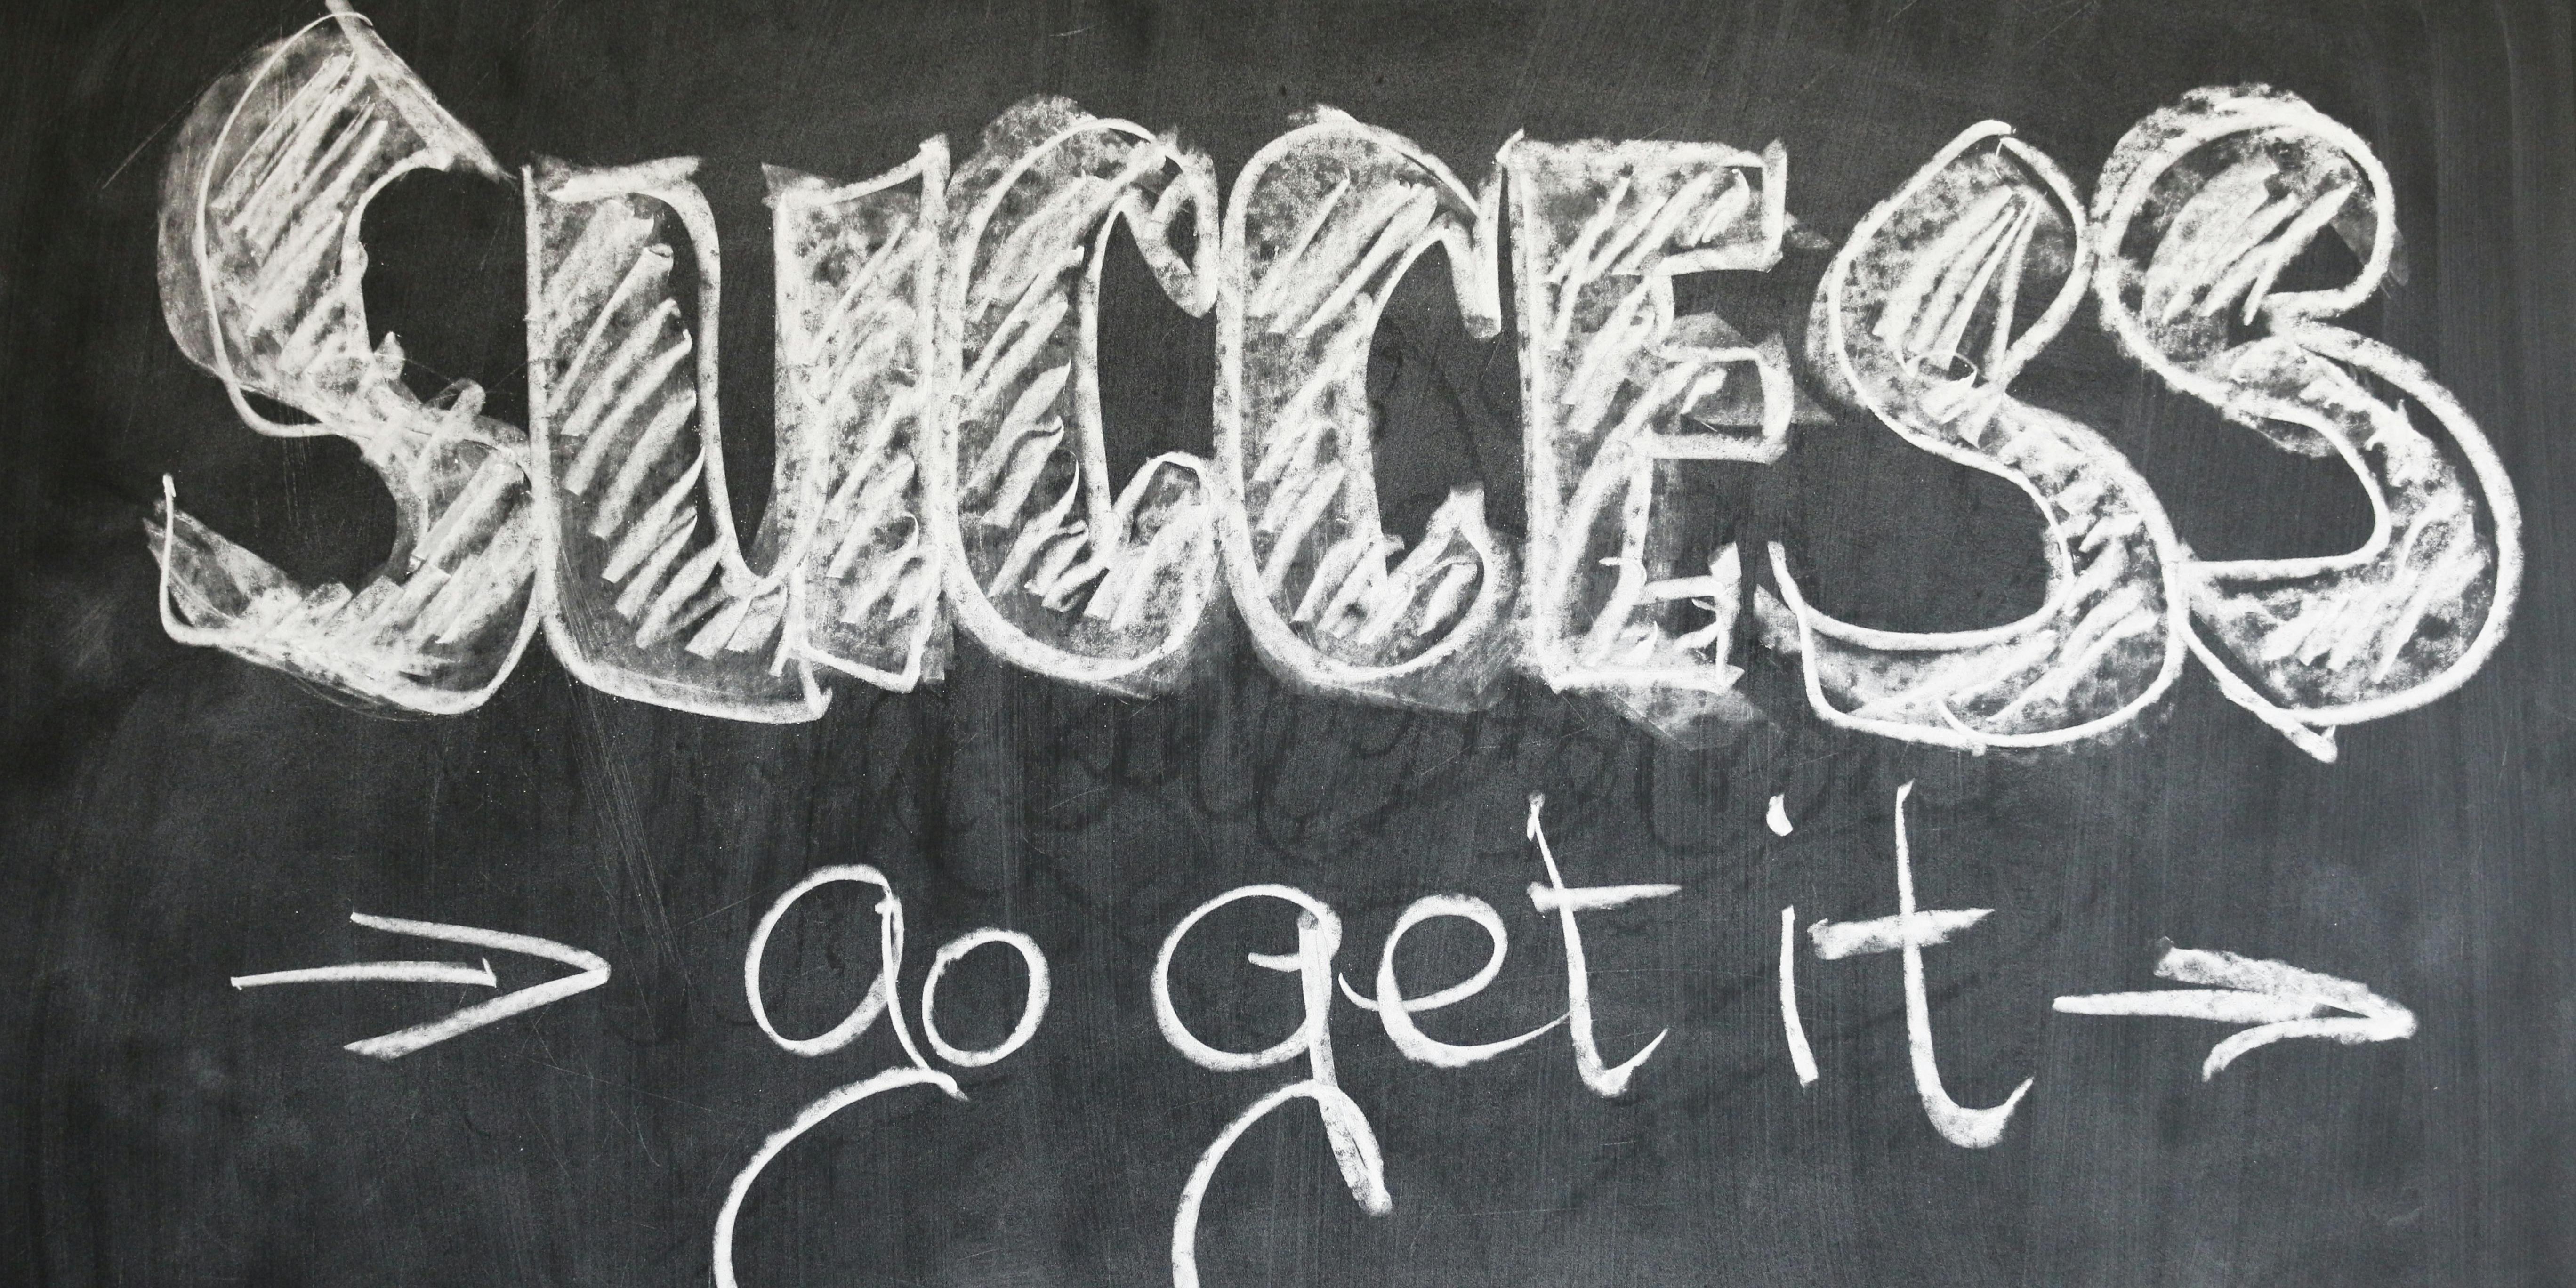 SUCCESS
→ go get it →